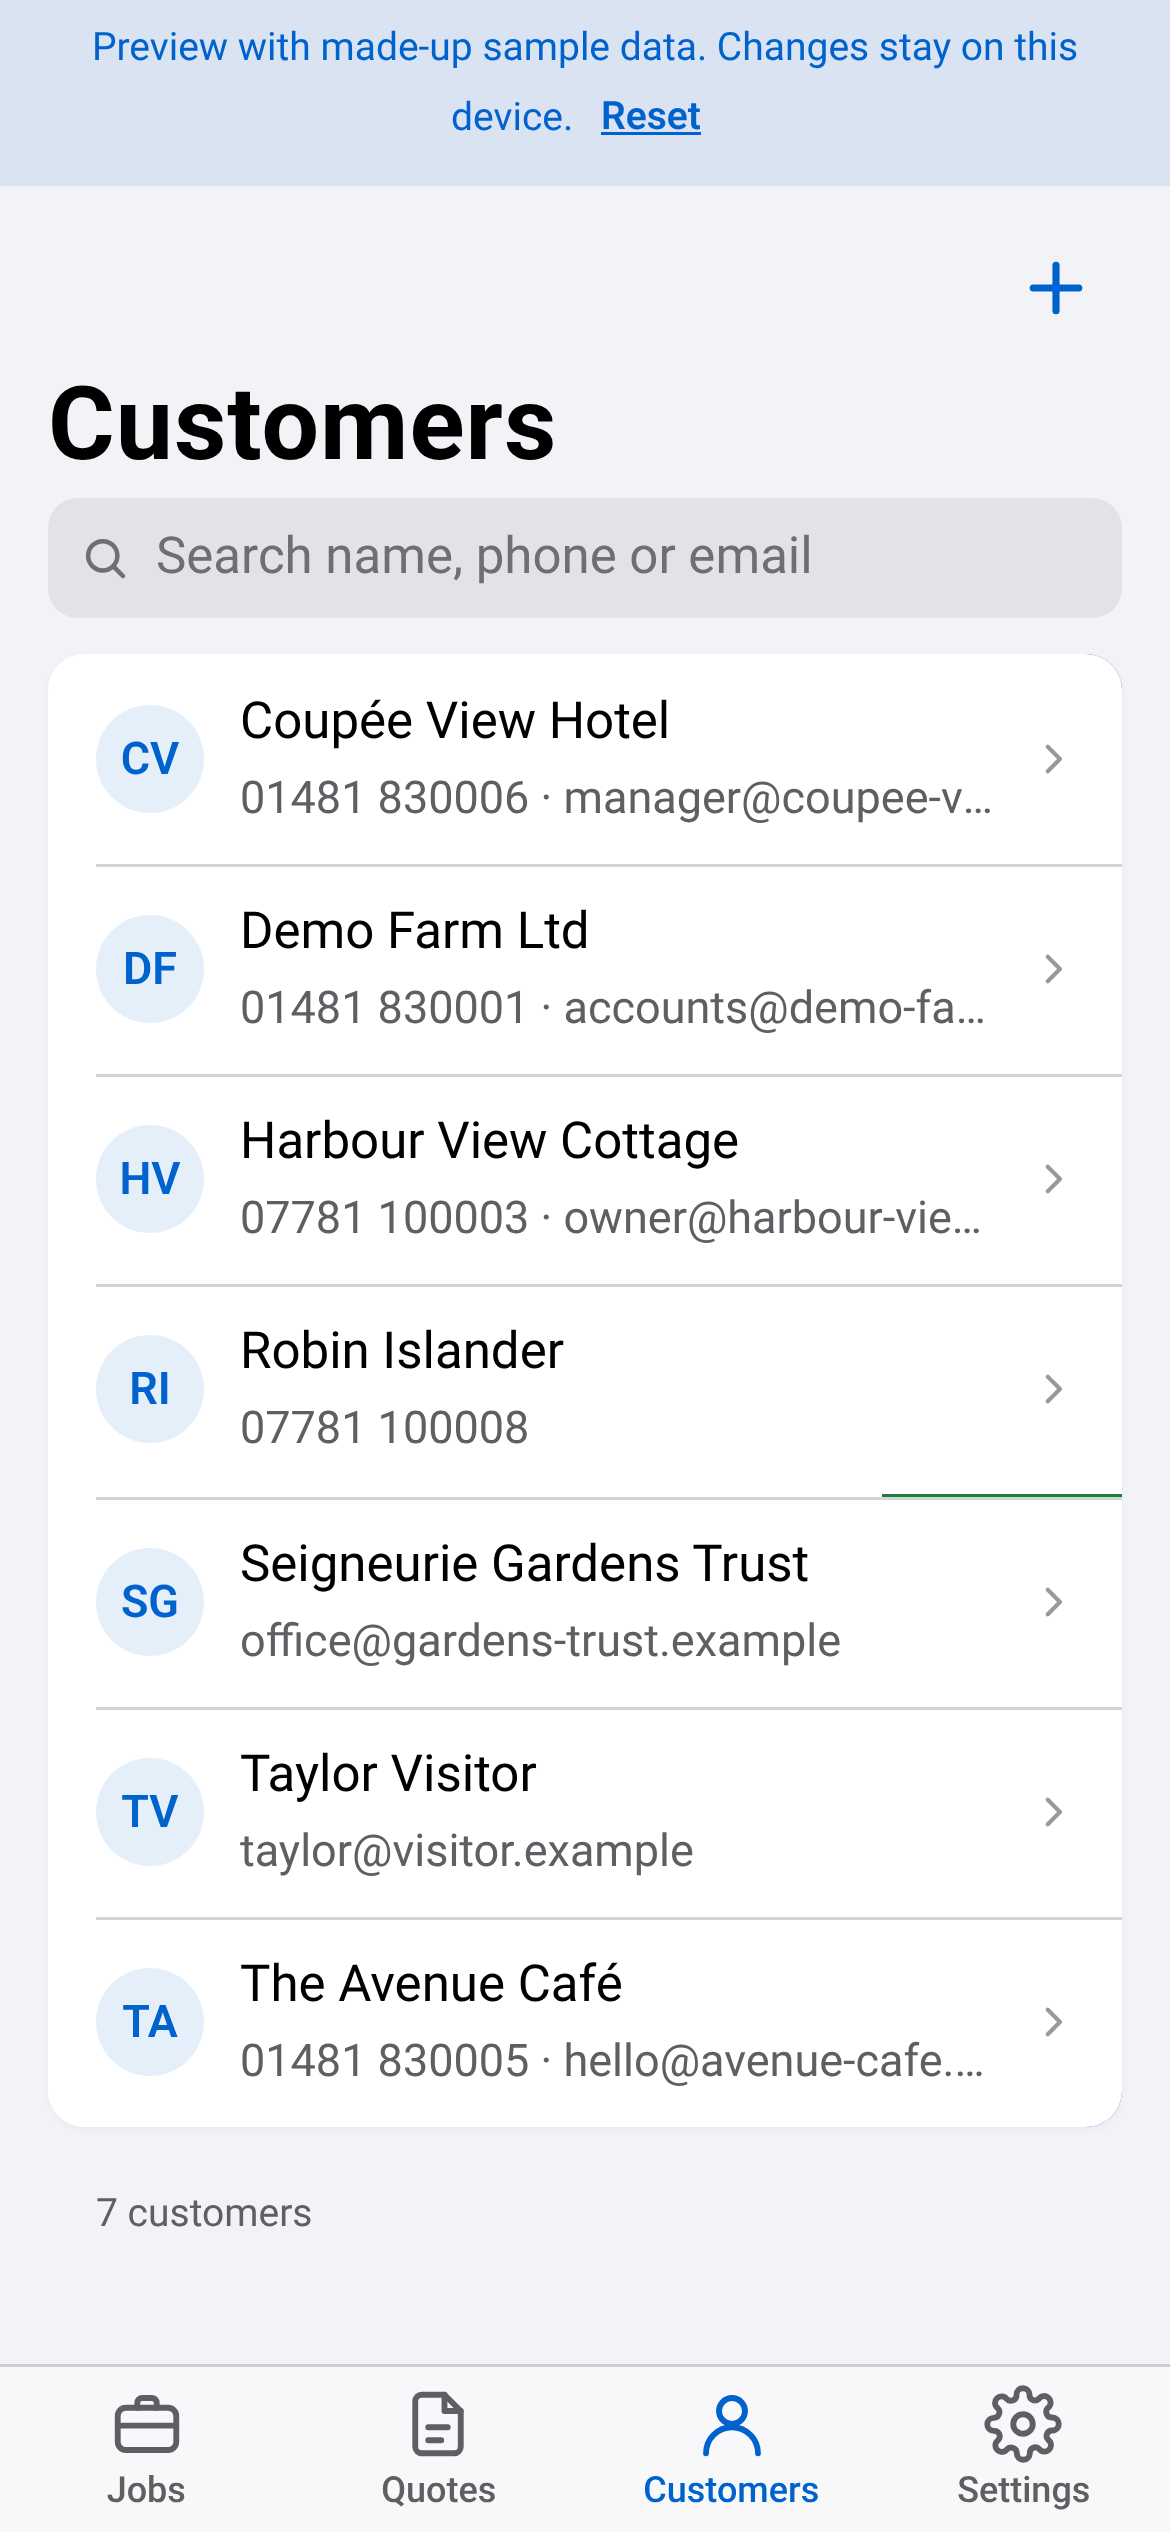 Preview with made-up sample data. Changes stay on this
device. Reset
Customers
Search name, phone or email
CV
Coupée View Hotel
01481 830006 · manager@coupee-v...
DF
Demo Farm Ltd
01481 830001 · accounts@demo-fa...
HV
Harbour View Cottage
07781 100003 · owner@harbour-vie...
RI
Robin Islander
07781 100008
SG
Seigneurie Gardens Trust
office@gardens-trust.example
TV
Taylor Visitor
taylor@visitor.example
TA
The Avenue Café
01481 830005 · hello@avenue-cafe....
7 customers
Jobs
Quotes
Customers
Settings